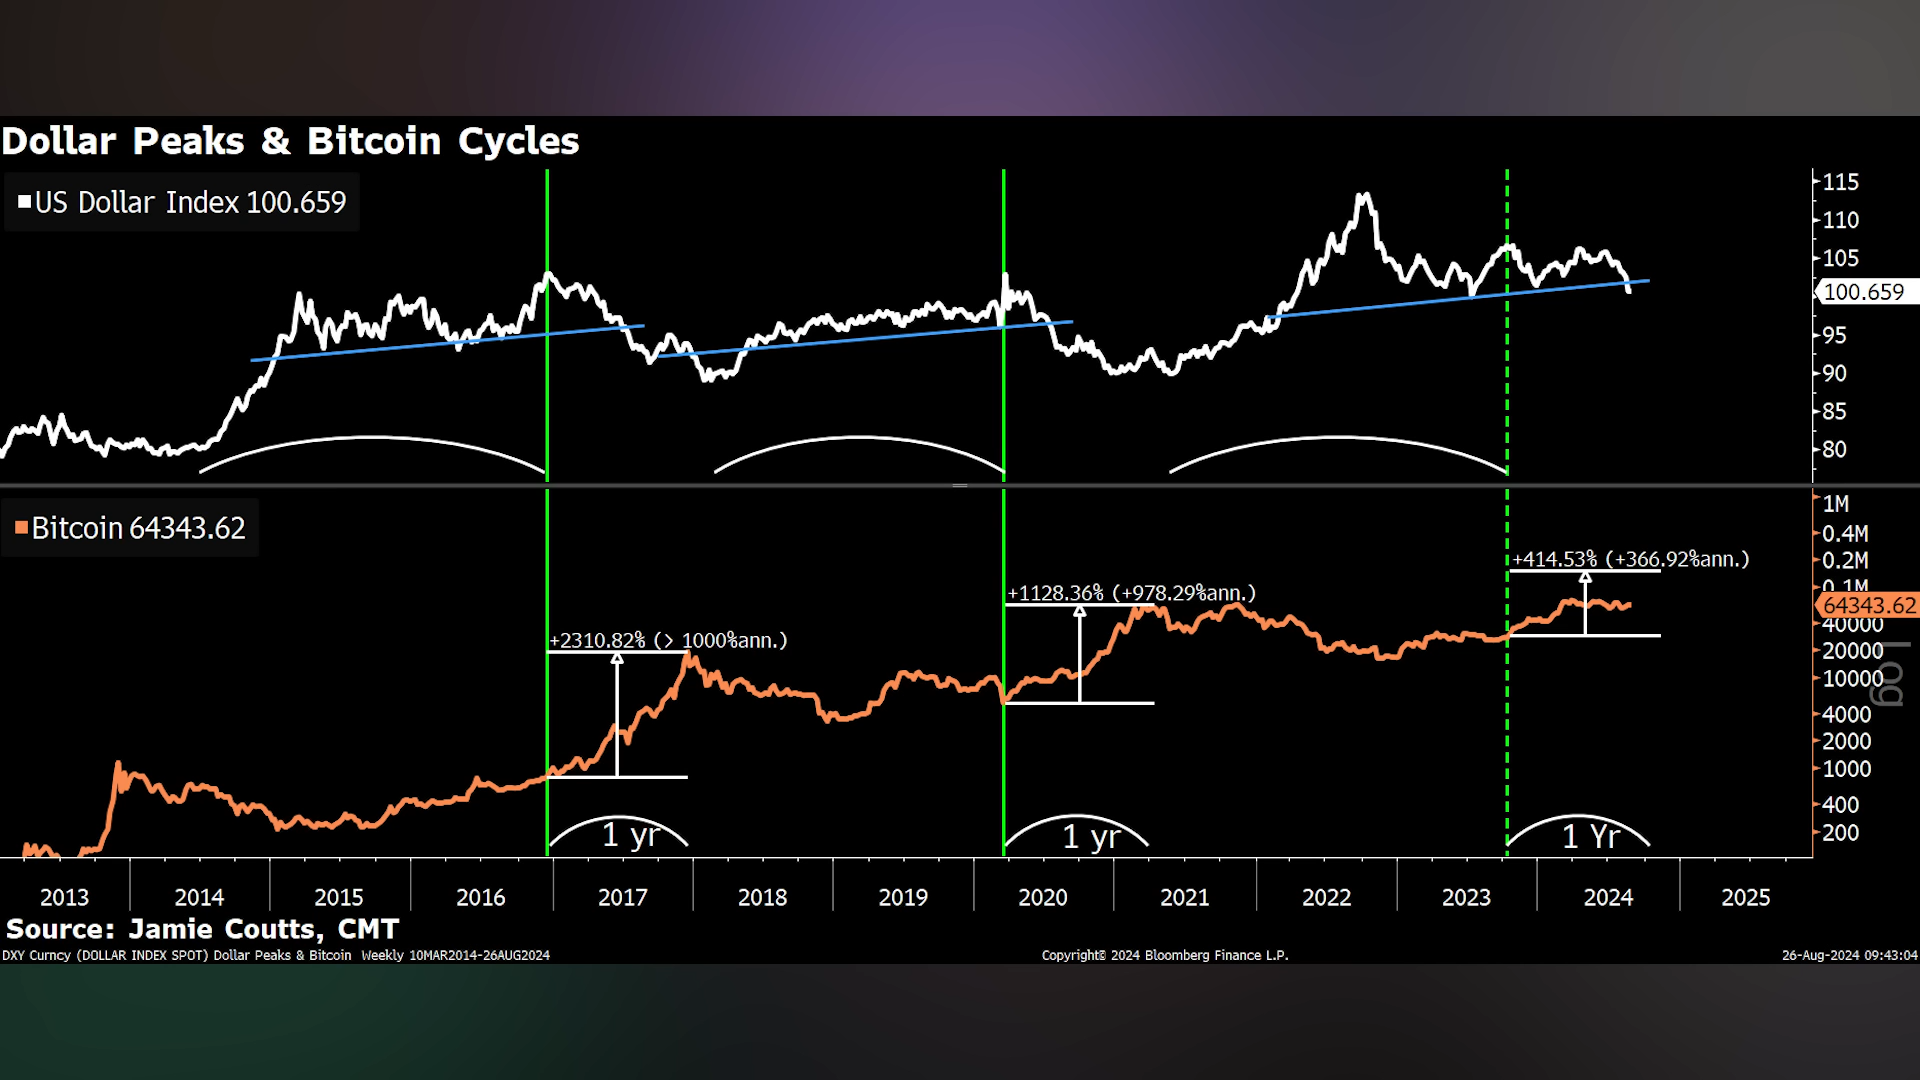 Dollar Peaks & Bitcoin Cycles
US Dollar Index 100.659
115
110
105
100.659
95
90
85
80
Bitcoin 64343.62
1M
0.4M
+414.53% (+366.92%ann.)
0.2M
0.1M
+1128.36% (+978.29%ann.)
64343.62
40000
+2310.82% (> 1000%ann.)
20000
10000
Log
4000
2000
1000
400
200
1 yr
1 yr
1 Yr
2013 2014 2015 2016 2017 2018 2019 2020 2021 2022 2023 2024 2025
Source: Jamie Coutts, CMT
DXY Curncy (DOLLAR INDEX SPOT) Dollar Peaks & Bitcoin Weekly 10MAR2014-26AUG2024
Copyright© 2024 Bloomberg Finance L.P.
26-Aug-2024 09:43:04